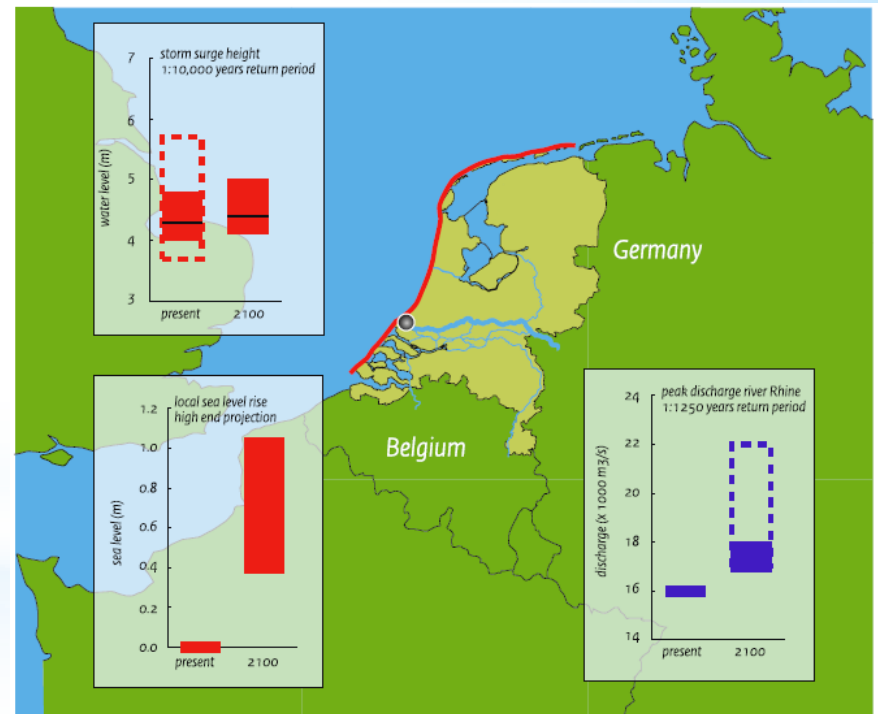 storm surge height
1:10,000 years return period
water level (m)
7
6
5
4
3
present
2100
local sea level rise
high end projection
sea level (m)
1.2
1.0
0.8
0.6
0.4
0.2
0.0
present
2100
Germany
Belgium
peak discharge river Rhine
1:1250 years return period
discharge (x 1000 m3/s)
24
22
20
18
16
14
present
2100